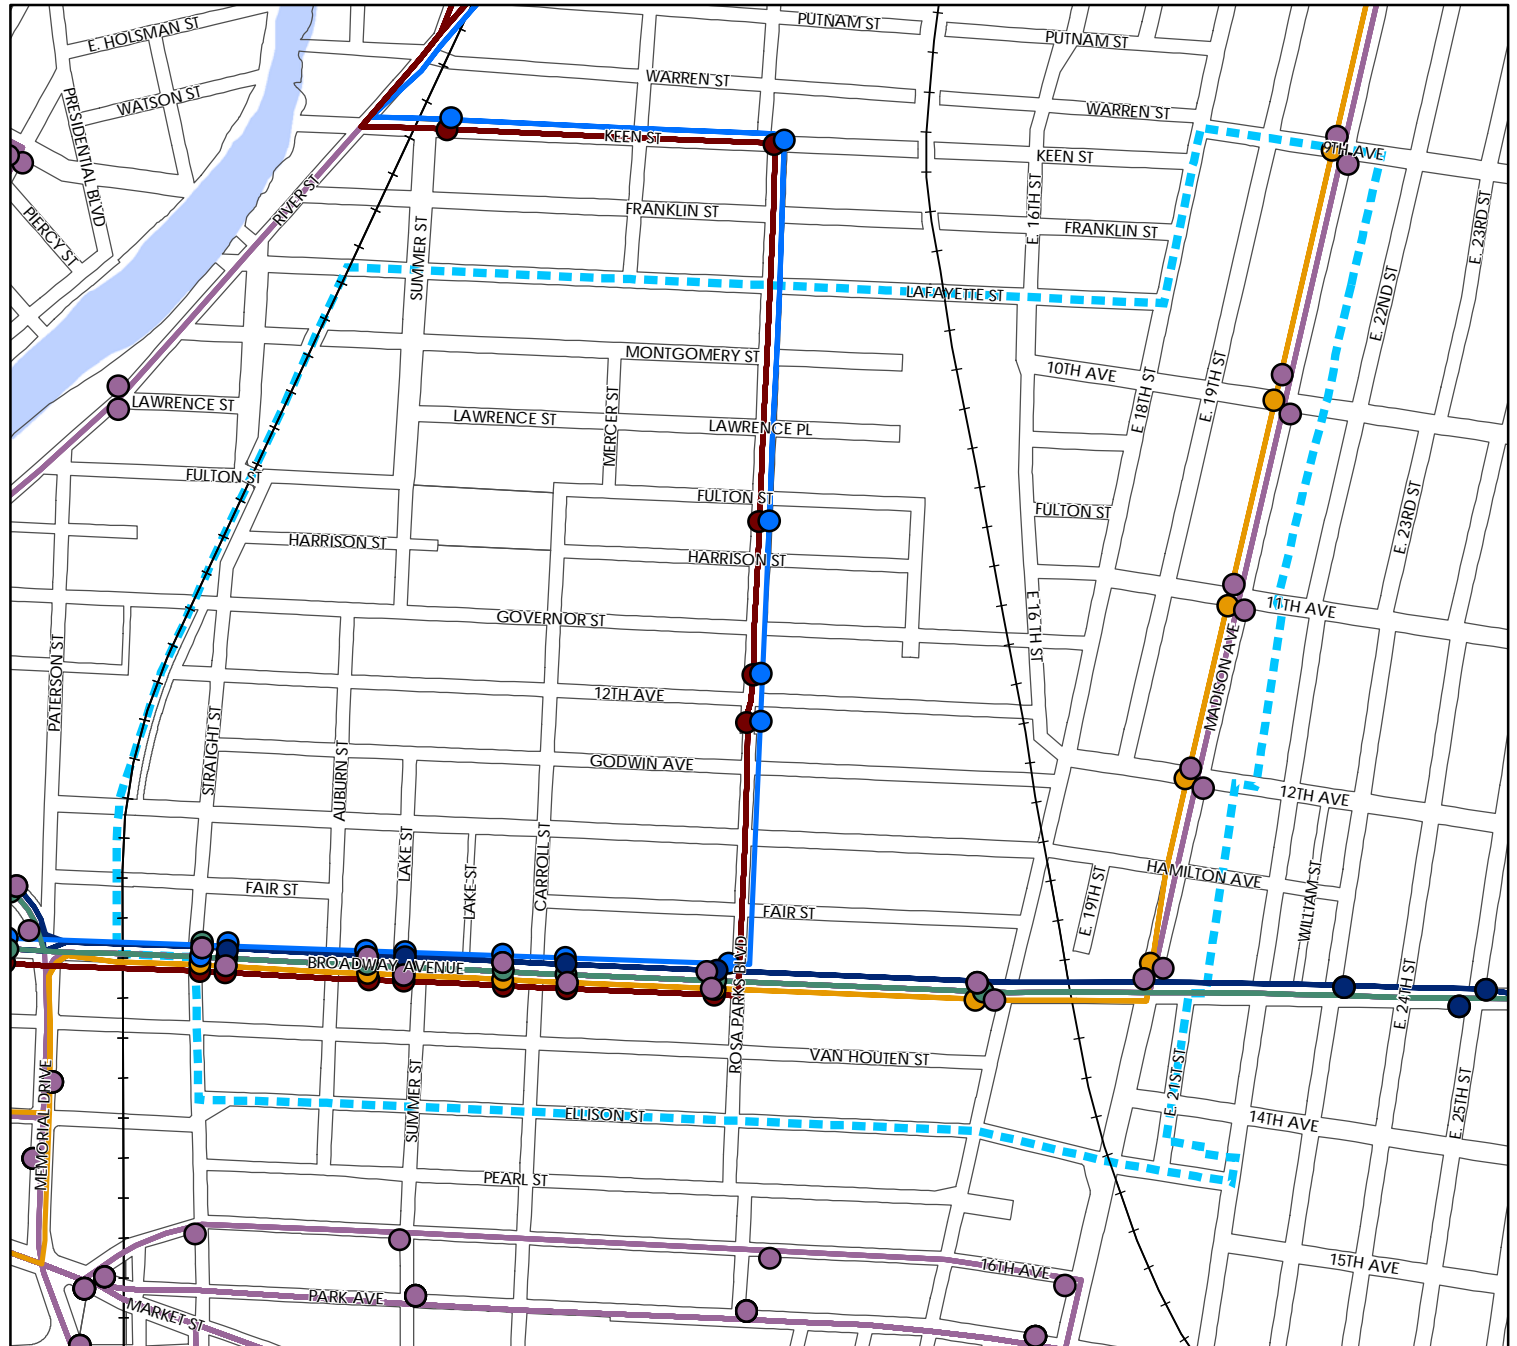 E. HOLSMAN ST
PUTNAM ST
PUTNAM ST
WARREN ST
WATSON ST
WARREN ST
PRESIDENTIAL BLVD
KEEN ST
9TH AVE
KEEN ST
RIVER ST
E. 16TH ST
FRANKLIN ST
FRANKLIN ST
PIERCY ST
SUMMER ST
E. 23RD ST
LAFAYETTE ST
E. 22ND ST
MONTGOMERY ST
10TH AVE
E. 18TH ST
E. 19TH ST
LAWRENCE ST
LAWRENCE ST
MERCER ST
LAWRENCE PL
FULTON ST
FULTON ST
FULTON ST
E. 23RD ST
HARRISON ST
HARRISON ST
GOVERNOR ST
E 16 TH ST
11TH AVE
PATERSON ST
MADISON AVE
12TH AVE
STRAIGHT ST
GODWIN AVE
AUBURN ST
12TH AVE
LAKE ST
CARROLL ST
LAKE ST
HAMILTON AVE
FAIR ST
E. 19TH ST
WILLIAM ST
FAIR ST
BROADWAY AVENUE
ROSA PARKS BLVD
E. 24TH ST
VAN HOUTEN ST
MEMORIAL DRIVE
SUMMER ST
E. 21ST ST
E. 25TH ST
ELLISON ST
14TH AVE
PEARL ST
16TH AVE
15TH AVE
PARK AVE
MARKET ST